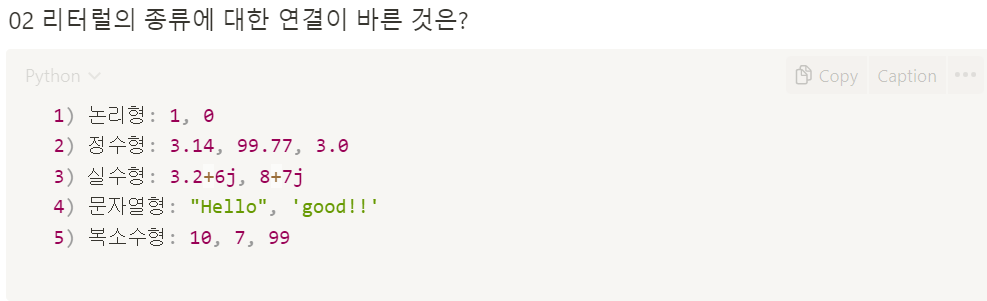 02 리터럴의 종류에 대한 연결이 바른 것은?
Python
Copy
Caption
1) 논리형: 1, 0
2) 정수형: 3.14, 99.77, 3.0
3) 실수형: 3.2+6j, 8+7j
4) 문자열형: "Hello", 'good!!'
5) 복소수형: 10, 7, 99